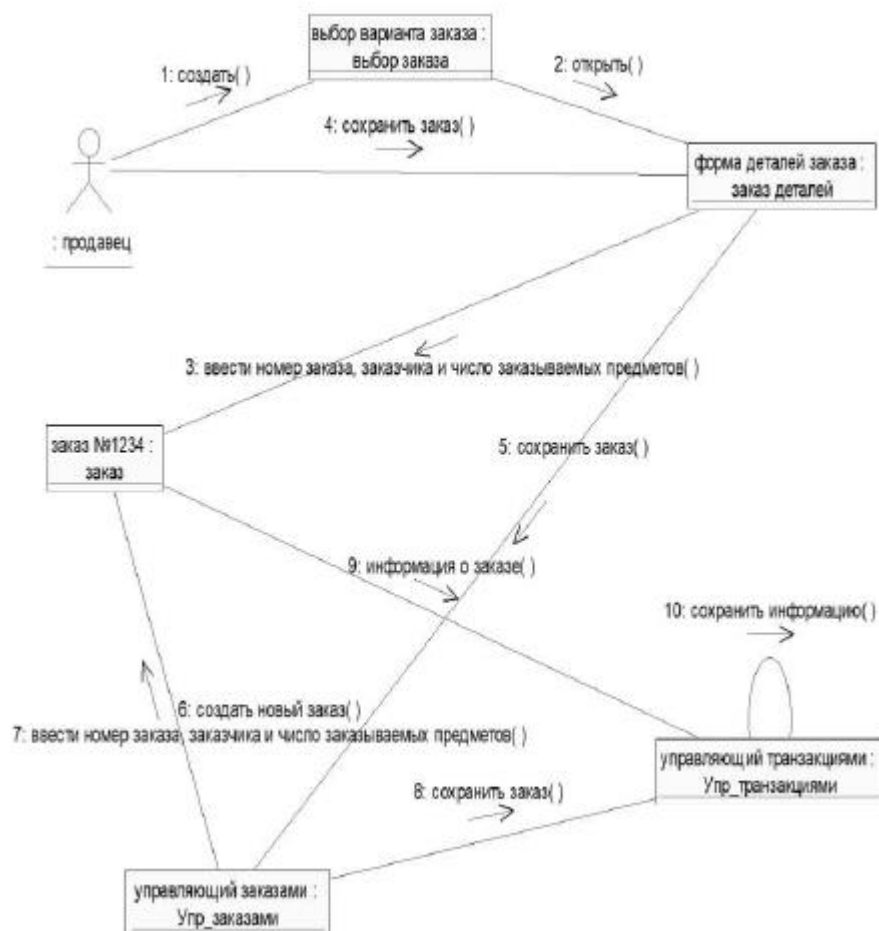 выбор варианта заказа :
выбор заказа
1: создать( )
2: открыть( )
4: сохранить заказ( )
форма деталей заказа :
заказ деталей
: продавец
3: ввести номер заказа, заказчика и число заказываемых предметов( )
заказ №1234 :
заказ
5: сохранить заказ( )
9: информация о заказе( )
10: сохранить информацию( )
6: создать новый заказ( )
7: ввести номер заказа, заказчика и число заказываемых предметов( )
управляющий транзакциями :
Упр_транзакциями
8: сохранить заказ( )
управляющий заказами :
Упр_заказами